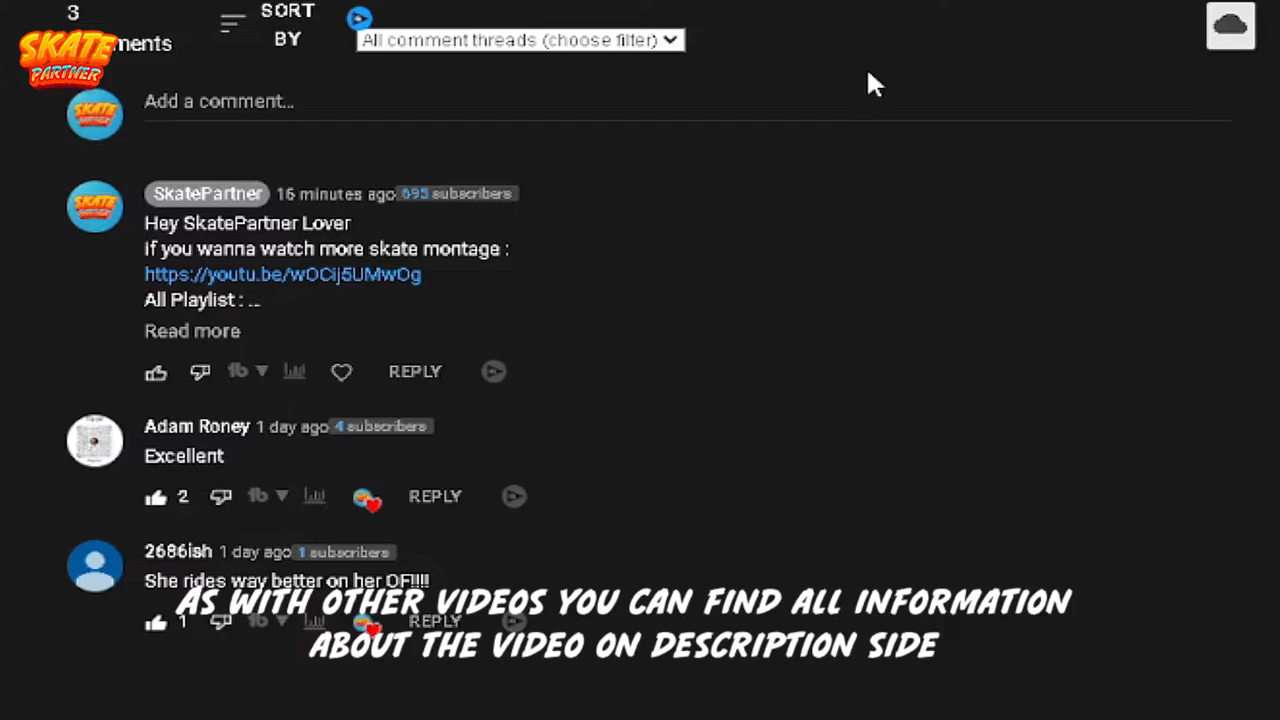 3
ments
SORT
BY
All comment threads (choose filter)
SKATE
PARTNER
SKATE
PARTNER
Add a comment...
SKATE
PARTNER
SkatePartner 16 minutes ago 695 subscribers
Hey SkatePartner Lover
if you wanna watch more skate montage :
https://youtu.be/wOCij5UMwOg
All Playlist : ...
Read more
REPLY
Adam Roney 1 day ago 4 subscribers
Excellent
2 REPLY
2686ish 1 day ago 1 subscribers
She rides way better on her OF!!!!
1 REPLY
AS WITH OTHER VIDEOS YOU CAN FIND ALL INFORMATION
ABOUT THE VIDEO ON DESCRIPTION SIDE